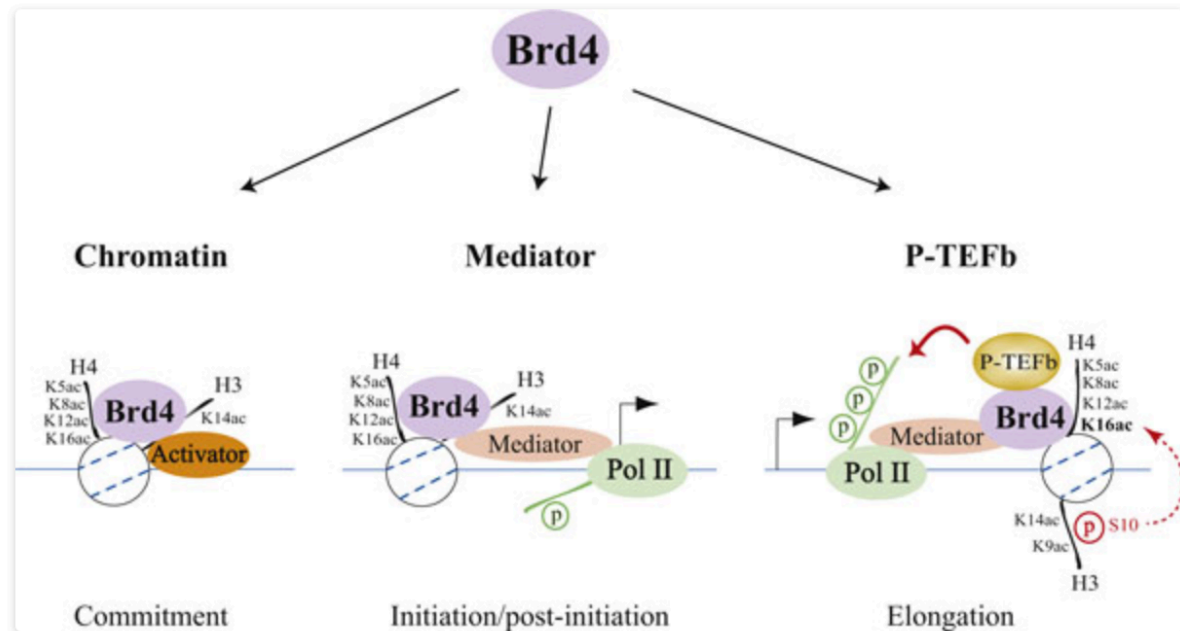 Brd4
Chromatin
Mediator
P-TEFb
H4
K5ac
K8ac
K12ac
K16ac
Brd4
H3
K14ac
Activator
H4
K5ac
K8ac
K12ac
K16ac
Brd4
H3
K14ac
Mediator
Pol II
P
P
P
P
P-TEFb
H4
K5ac
K8ac
K12ac
K16ac
Brd4
Mediator
Pol II
K14ac
P S10
K9ac
H3
Commitment
Initiation/post-initiation
Elongation